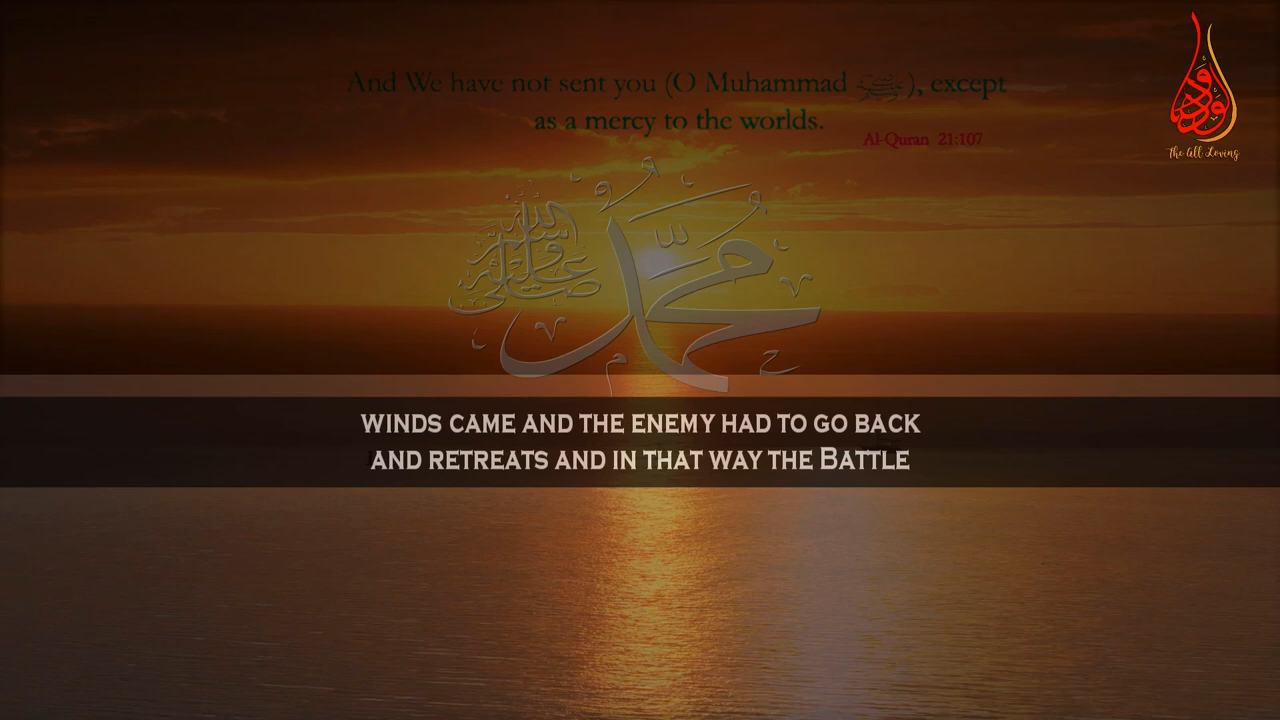 And We have not sent you (O Muhammad ﷺ), except
as a mercy to the worlds.
Al-Quran 21:107
الودود
The All Loving
محمد
صلى الله عليه وسلم
WINDS CAME AND THE ENEMY HAD TO GO BACK
AND RETREATS AND IN THAT WAY THE BATTLE